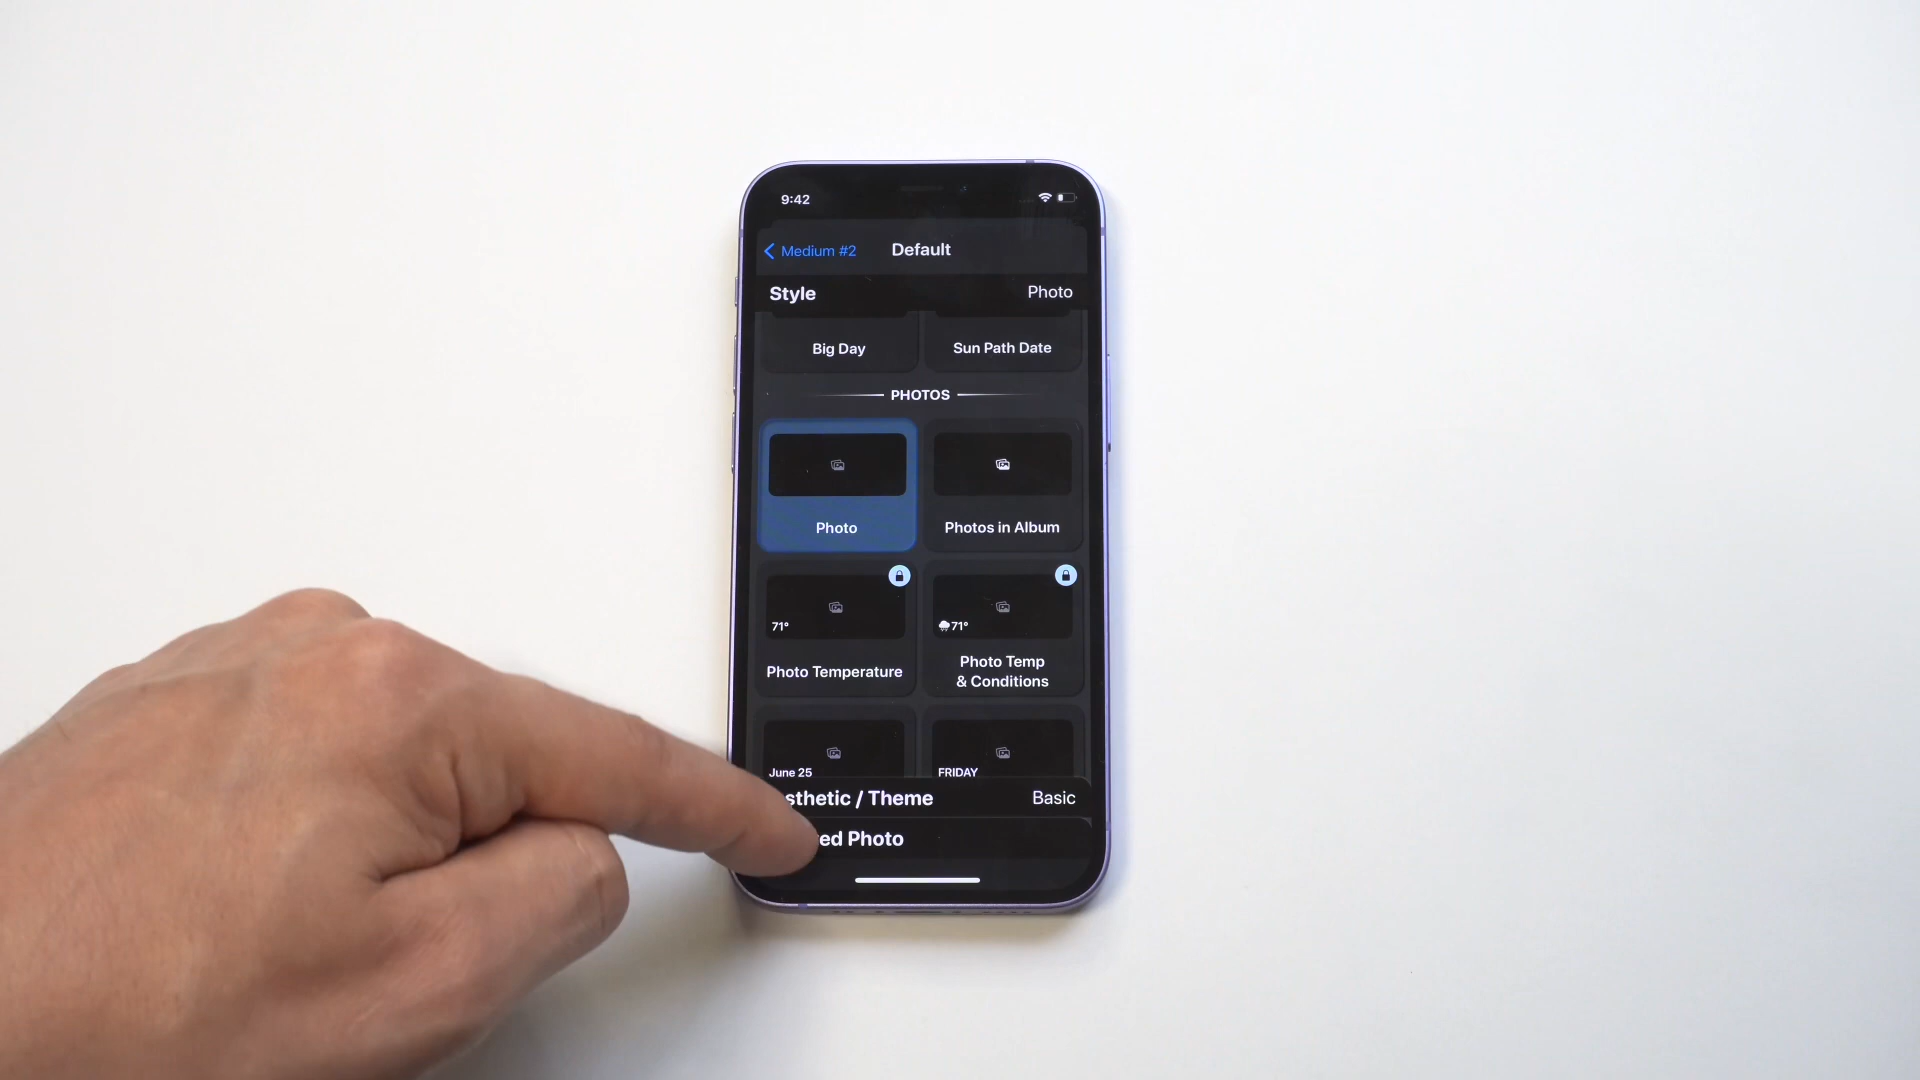 9:42
Medium #2
Default
Style
Photo
Big Day
Sun Path Date
PHOTOS
Photo
Photos in Album
71°
71°
Photo Temperature
Photo Temp
& Conditions
June 25
FRIDAY
sthetic / Theme
Basic
ed Photo